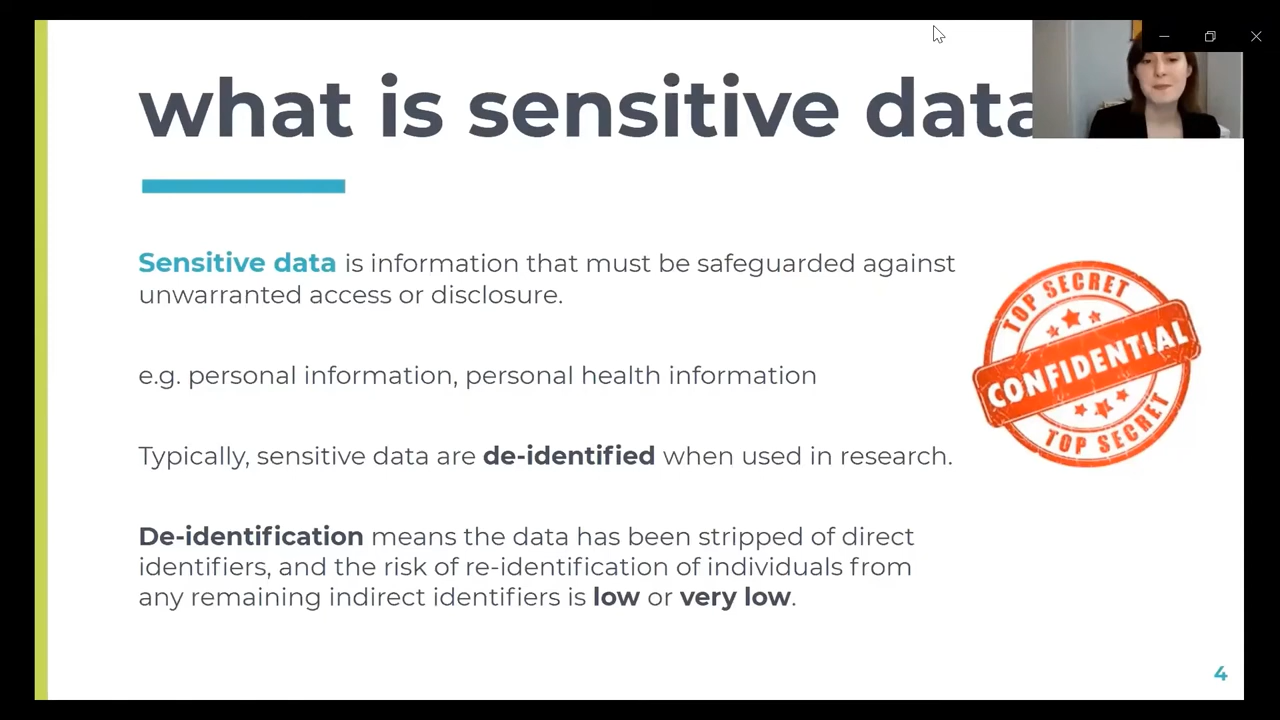 what is sensitive data
Sensitive data is information that must be safeguarded against
unwarranted access or disclosure.
e.g. personal information, personal health information
TOP SECRET
CONFIDENTIAL
TOP SECRET
Typically, sensitive data are de-identified when used in research.
De-identification means the data has been stripped of direct
identifiers, and the risk of re-identification of individuals from
any remaining indirect identifiers is low or very low.
4